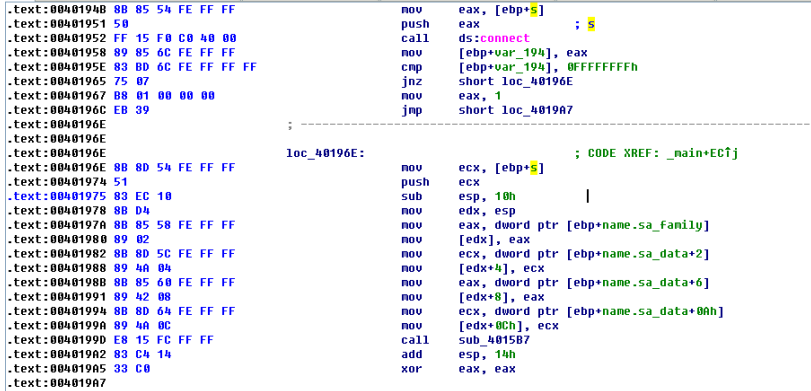 .text:0040194B 8B 85 54 FE FF FF mov eax, [ebp+s]
.text:00401951 50 push eax ; s
.text:00401952 FF 15 F0 C0 40 00 call ds:connect
.text:00401958 89 85 6C FE FF FF mov [ebp+var_194], eax
.text:0040195E 83 BD 6C FE FF FF FF cmp [ebp+var_194], 0FFFFFFFFh
.text:00401965 75 07 jnz short loc_40196E
.text:00401967 B8 01 00 00 00 mov eax, 1
.text:0040196C EB 39 jmp short loc_4019A7
.text:0040196E ; ---------------------------------------------------------------------------
.text:0040196E
.text:0040196E loc_40196E: ; CODE XREF: _main+EC↑j
.text:0040196E 8B 8D 54 FE FF FF mov ecx, [ebp+s]
.text:00401974 51 push ecx
.text:00401975 83 EC 10 sub esp, 10h
.text:00401978 8B D4 mov edx, esp
.text:0040197A 8B 85 58 FE FF FF mov eax, dword ptr [ebp+name.sa_family]
.text:00401980 89 02 mov [edx], eax
.text:00401982 8B 8D 5C FE FF FF mov ecx, dword ptr [ebp+name.sa_data+2]
.text:00401988 89 4A 04 mov [edx+4], ecx
.text:0040198B 8B 85 60 FE FF FF mov eax, dword ptr [ebp+name.sa_data+6]
.text:00401991 89 42 08 mov [edx+8], eax
.text:00401994 8B 8D 64 FE FF FF mov ecx, dword ptr [ebp+name.sa_data+0Ah]
.text:0040199A 89 4A 0C mov [edx+0Ch], ecx
.text:0040199D E8 15 FC FF FF call sub_4015B7
.text:004019A2 83 C4 14 add esp, 14h
.text:004019A5 33 C0 xor eax, eax
.text:004019A7